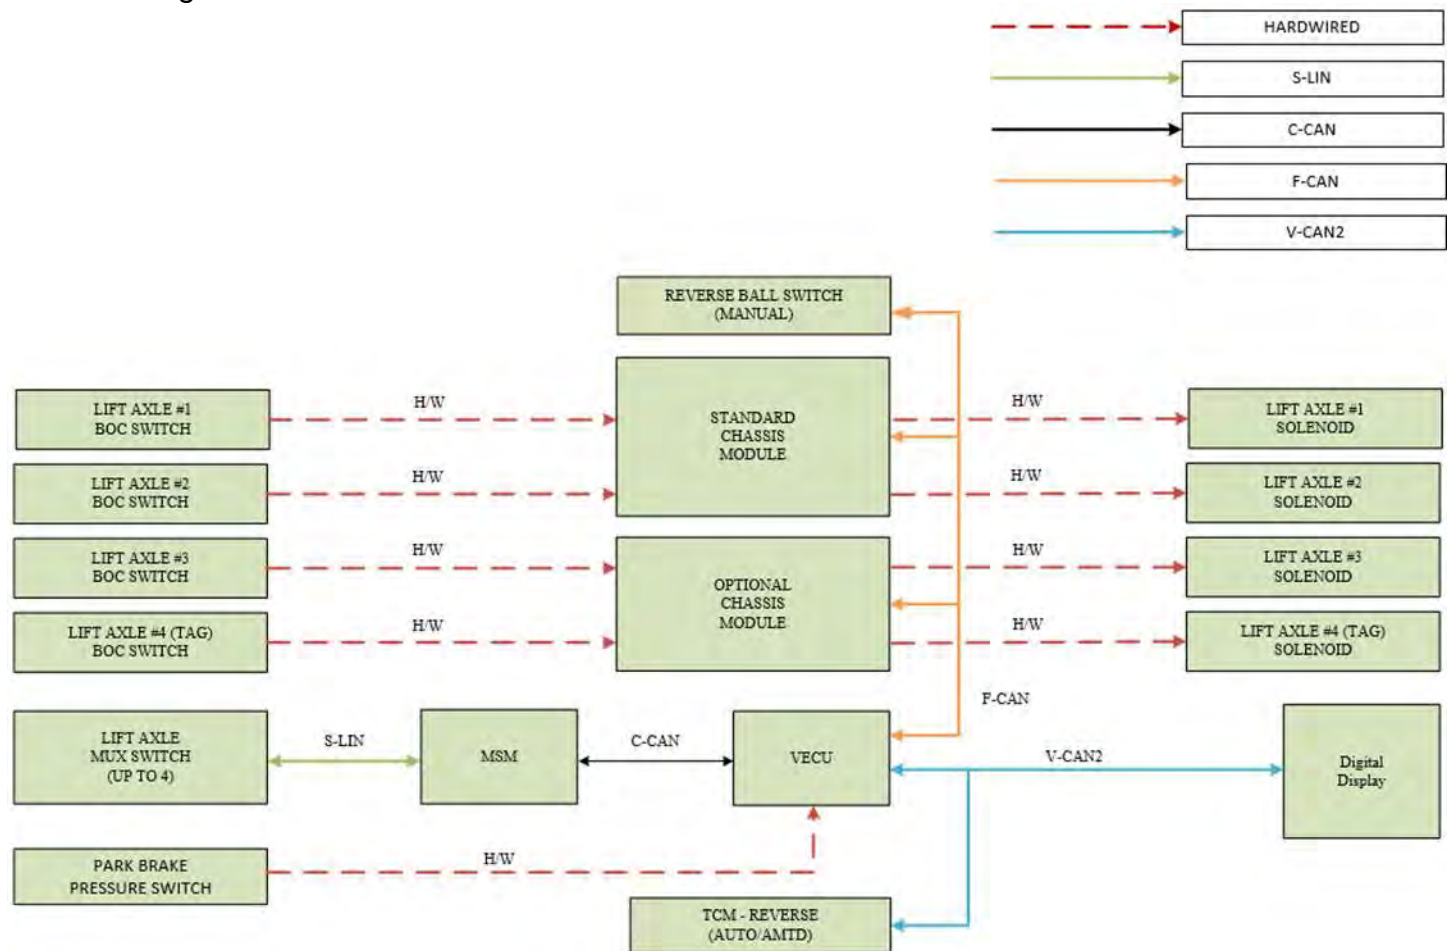 HARDWIRED
S-LIN
C-CAN
F-CAN
V-CAN2
REVERSE BALL SWITCH
(MANUAL)
LIFT AXLE #1
BOC SWITCH
H/W
STANDARD
CHASSIS
MODULE
H/W
LIFT AXLE #1
SOLENOID
LIFT AXLE #2
BOC SWITCH
H/W
H/W
LIFT AXLE #2
SOLENOID
LIFT AXLE #3
BOC SWITCH
H/W
OPTIONAL
CHASSIS
MODULE
H/W
LIFT AXLE #3
SOLENOID
LIFT AXLE #4 (TAG)
BOC SWITCH
H/W
H/W
LIFT AXLE #4 (TAG)
SOLENOID
F-CAN
LIFT AXLE
MUX SWITCH
(UP TO 4)
S-LIN
MSM
C-CAN
VECU
V-CAN2
Digital
Display
PARK BRAKE
PRESSURE SWITCH
H/W
TCM - REVERSE
(AUTO/AMTD)